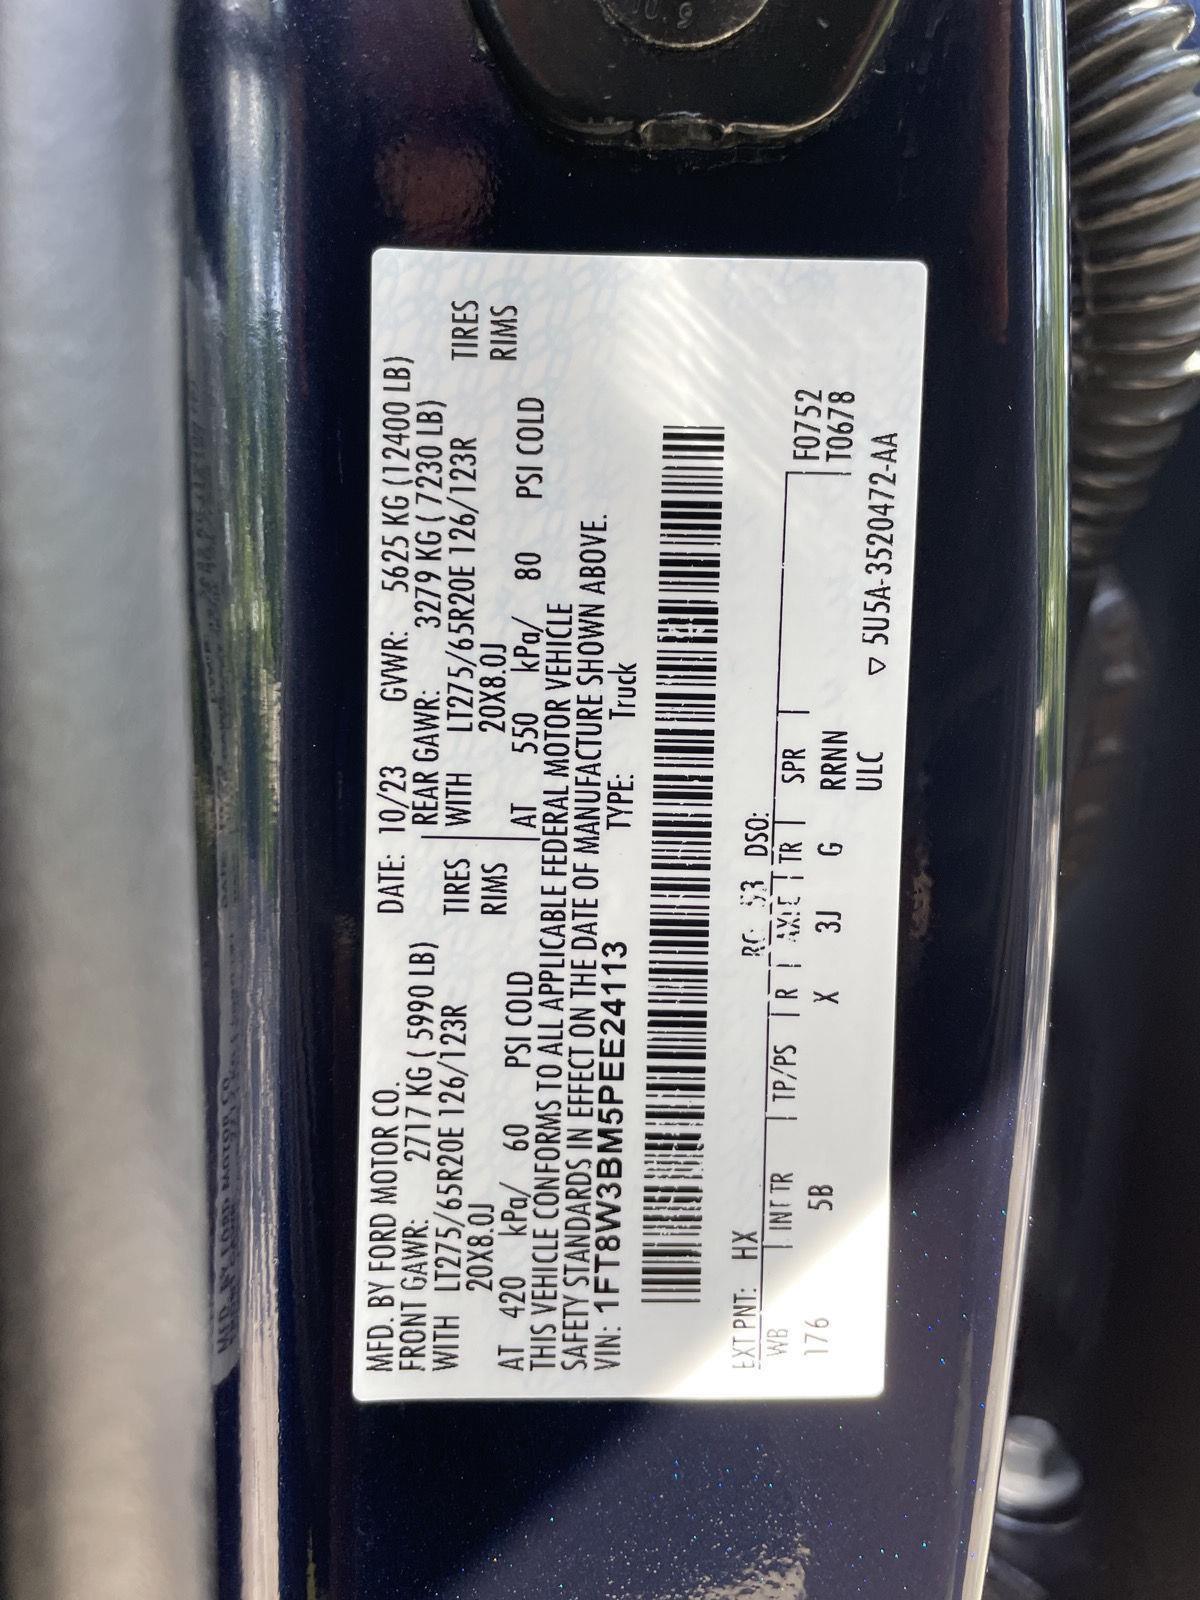 MFD. BY FORD MOTOR CO. DATE: 10/23 GVWR: 5625 KG (12400 LB)
FRONT GAWR: 2717 KG ( 5990 LB) REAR GAWR: 3279 KG ( 7230 LB)
WITH LT275/65R20E 126/123R TIRES WITH LT275/65R20E 126/123R TIRES
20X8.0J RIMS 20X8.0J RIMS
AT 420 kPa/ 60 PSI COLD AT 550 kPa/ 80 PSI COLD
THIS VEHICLE CONFORMS TO ALL APPLICABLE FEDERAL MOTOR VEHICLE
SAFETY STANDARDS IN EFFECT ON THE DATE OF MANUFACTURE SHOWN ABOVE.
VIN: 1FT8W3BM5PEE24113 TYPE: Truck
EXT PNT: HX RC: 53 DSO:
WB INT TR TP/PS R AXLE TR SPR F0752
176 5B X 3J G RRNN T0678
ULC ▽ 5U5A-3520472-AA